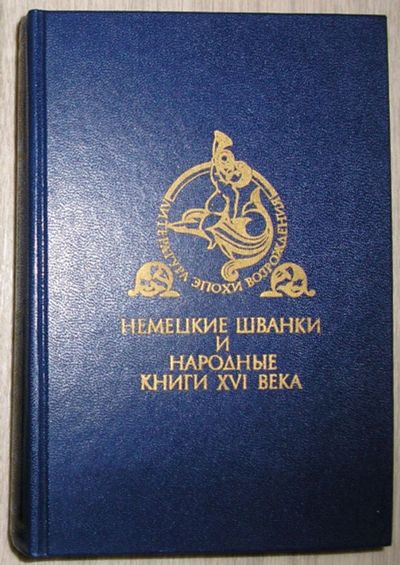 ЛИТЕРАТУРА ЭПОХИ ВОЗРОЖДЕНИЯ
НЕМЕЦКИЕ ШВАНКИ
И
НАРОДНЫЕ
КНИГИ XVI ВЕКА